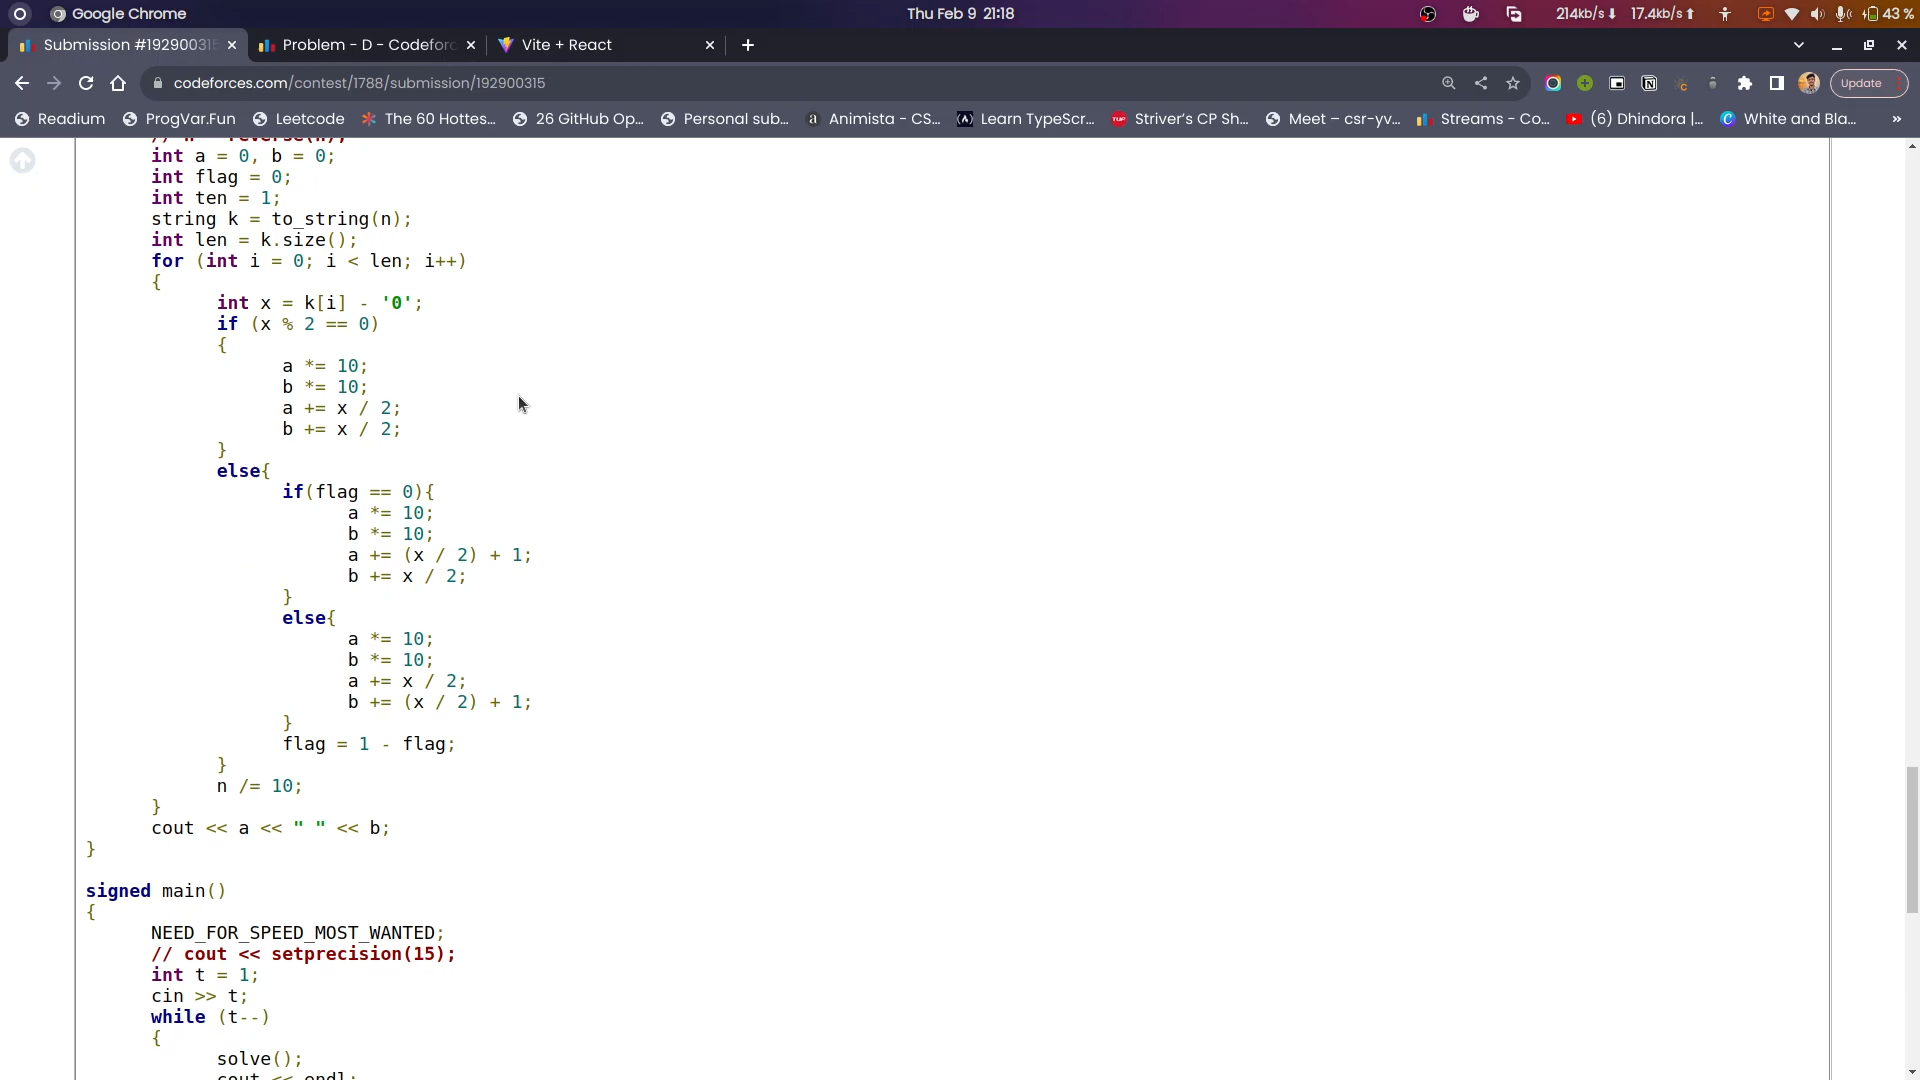 Google Chrome
Thu Feb 9 21:18
214kb/s 17.4kb/s 43 %
Submission #192900315
Problem - D - Codeforc
Vite + React
codeforces.com/contest/1788/submission/192900315
Update
Readium
ProgVar.Fun
Leetcode
The 60 Hottes...
26 GitHub Op...
Personal sub...
Animista - CS...
Learn TypeScr...
Striver's CP Sh...
Meet – csr-yv...
Streams - Co...
(6) Dhindora |...
White and Bla...
»
int a = 0, b = 0;
int flag = 0;
int ten = 1;
string k = to_string(n);
int len = k.size();
for (int i = 0; i < len; i++)
{
int x = k[i] - '0';
if (x % 2 == 0)
{
a *= 10;
b *= 10;
a += x / 2;
b += x / 2;
}
else{
if(flag == 0){
a *= 10;
b *= 10;
a += (x / 2) + 1;
b += x / 2;
}
else{
a *= 10;
b *= 10;
a += x / 2;
b += (x / 2) + 1;
}
flag = 1 - flag;
}
n /= 10;
}
cout << a << " " << b;
}
signed main()
{
NEED_FOR_SPEED_MOST_WANTED;
// cout << setprecision(15);
int t = 1;
cin >> t;
while (t--)
{
solve();
cout << endl;